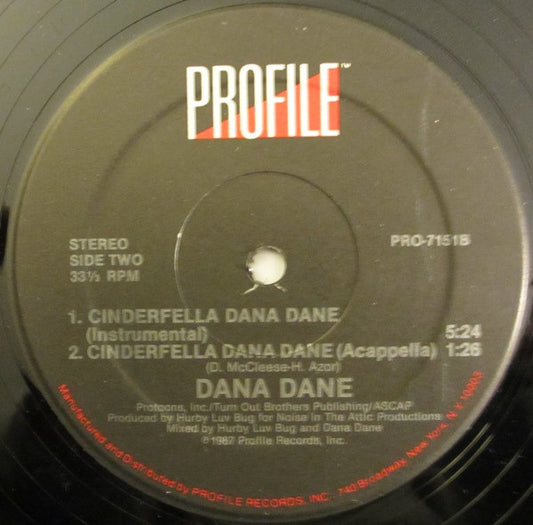 PROFILE™
STEREO
SIDE TWO
33⅓ RPM
PRO-7151B
1. CINDERFELLA DANA DANE
(Instrumental) 5:24
2. CINDERFELLA DANA DANE (Acappella) 1:26
(D. McCleese-H. Azor)
DANA DANE
Protoons, Inc./Turn Out Brothers Publishing/ASCAP
Produced by Hurby Luv Bug for Noise In The Attic Productions
Mixed by Hurby Luv Bug and Dana Dane
℗1987 Profile Records, Inc.
Manufactured and Distributed by PROFILE RECORDS, INC. 740 Broadway, New York, N.Y. 10003